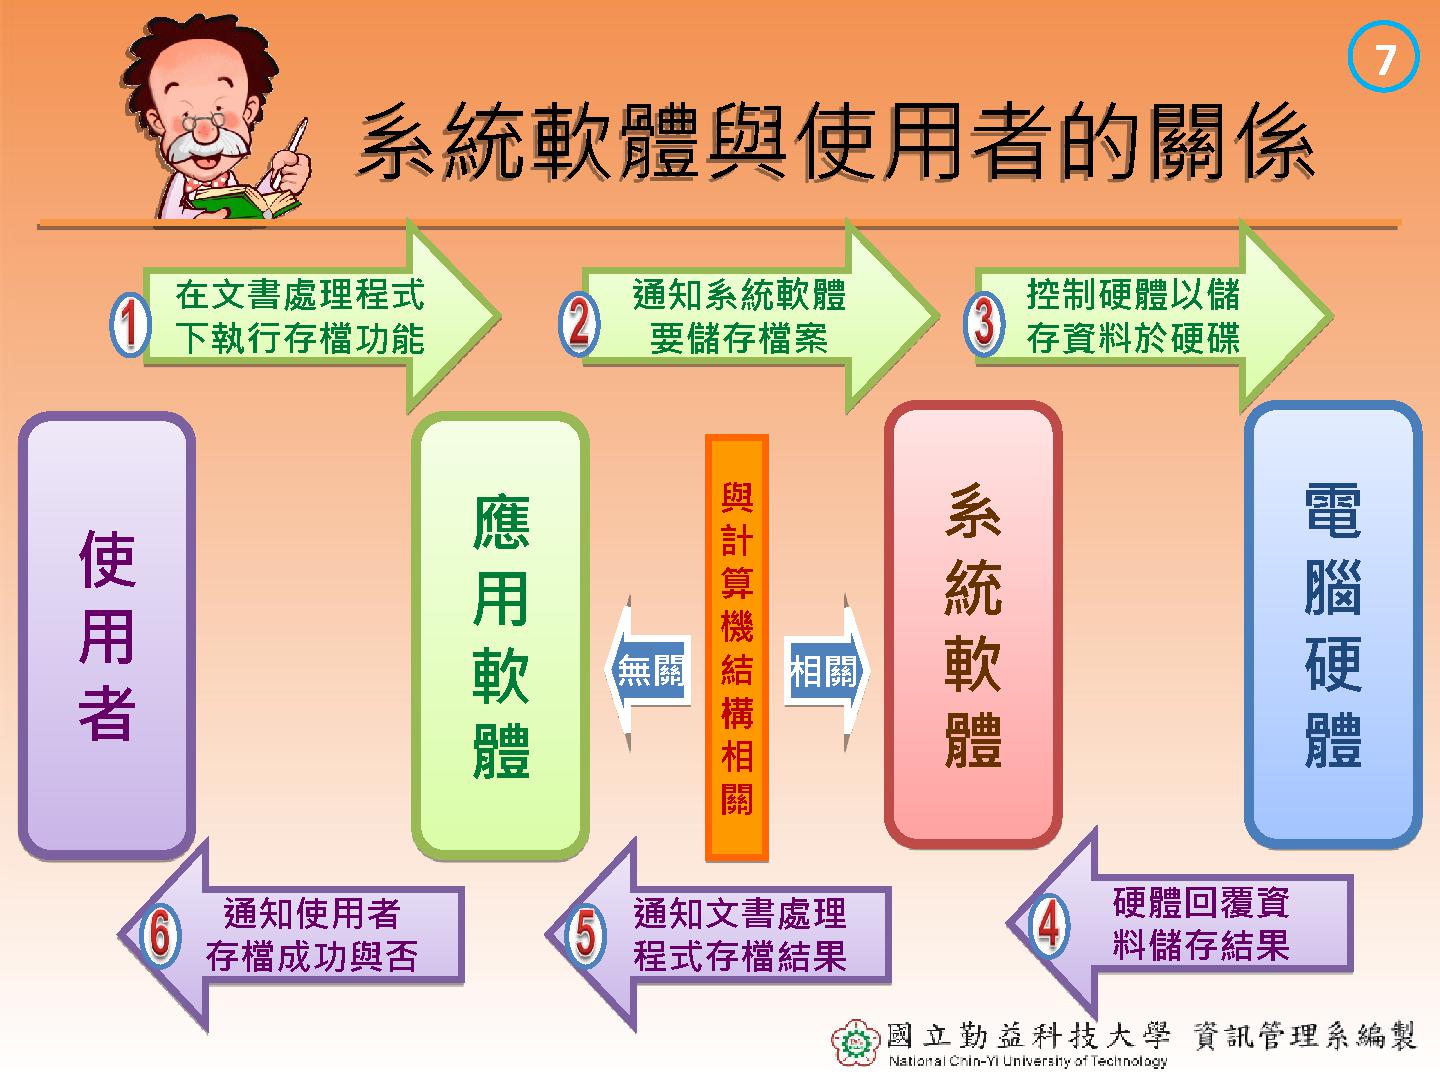 7
系統軟體與使用者的關係
1
在文書處理程式
下執行存檔功能
2
通知系統軟體
要儲存檔案
3
控制硬體以儲
存資料於硬碟
使用者
應用軟體
無關
與計算機結構相關
相關
系統軟體
電腦硬體
6
通知使用者
存檔成功與否
5
通知文書處理
程式存檔結果
4
硬體回覆資
料儲存結果
國立勤益科技大學 資訊管理系編製
National Chin-Yi University of Technology